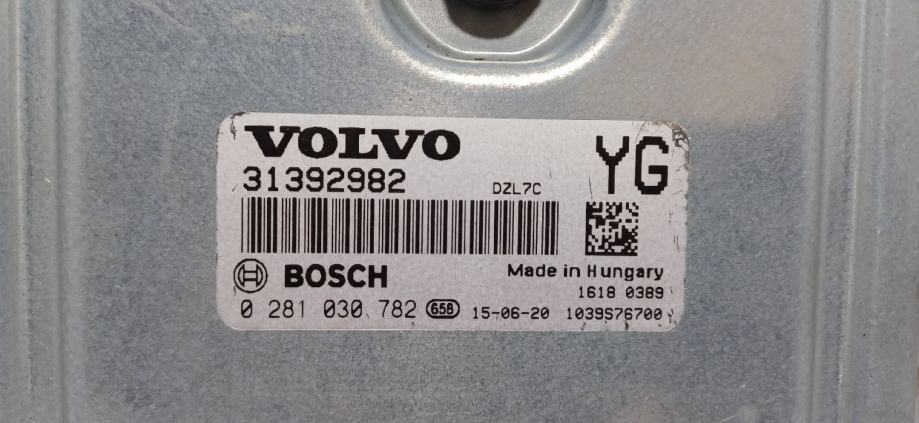 VOLVO YG
31392982 DZL7C
BOSCH Made in Hungary
1618 0389
0 281 030 782 658 15-06-20 1039S76700